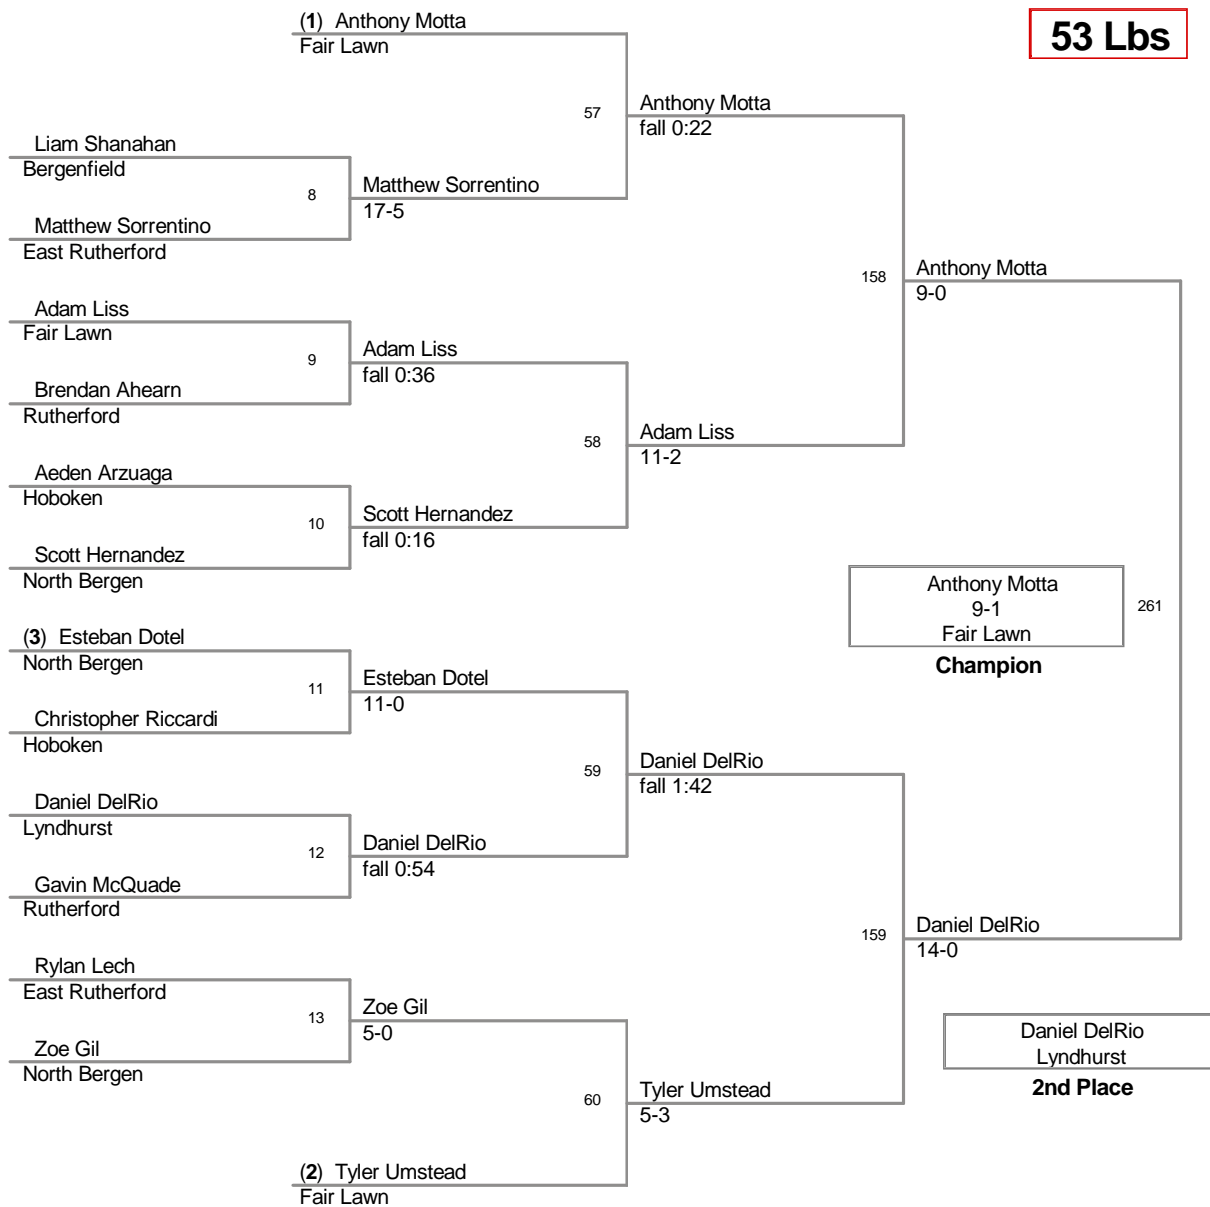 (1) Anthony Motta
Fair Lawn
53 Lbs
57
Anthony Motta
fall 0:22
Liam Shanahan
Bergenfield
8
Matthew Sorrentino
17-5
Matthew Sorrentino
East Rutherford
158
Anthony Motta
9-0
Adam Liss
Fair Lawn
9
Adam Liss
fall 0:36
Brendan Ahearn
Rutherford
58
Adam Liss
11-2
Aeden Arzuaga
Hoboken
10
Scott Hernandez
fall 0:16
Scott Hernandez
North Bergen
Anthony Motta
9-1
Fair Lawn
261
Champion
(3) Esteban Dotel
North Bergen
11
Esteban Dotel
11-0
Christopher Riccardi
Hoboken
59
Daniel DelRio
fall 1:42
Daniel DelRio
Lyndhurst
12
Daniel DelRio
fall 0:54
Gavin McQuade
Rutherford
159
Daniel DelRio
14-0
Rylan Lech
East Rutherford
13
Zoe Gil
5-0
Zoe Gil
North Bergen
Daniel DelRio
Lyndhurst
2nd Place
60
Tyler Umstead
5-3
(2) Tyler Umstead
Fair Lawn